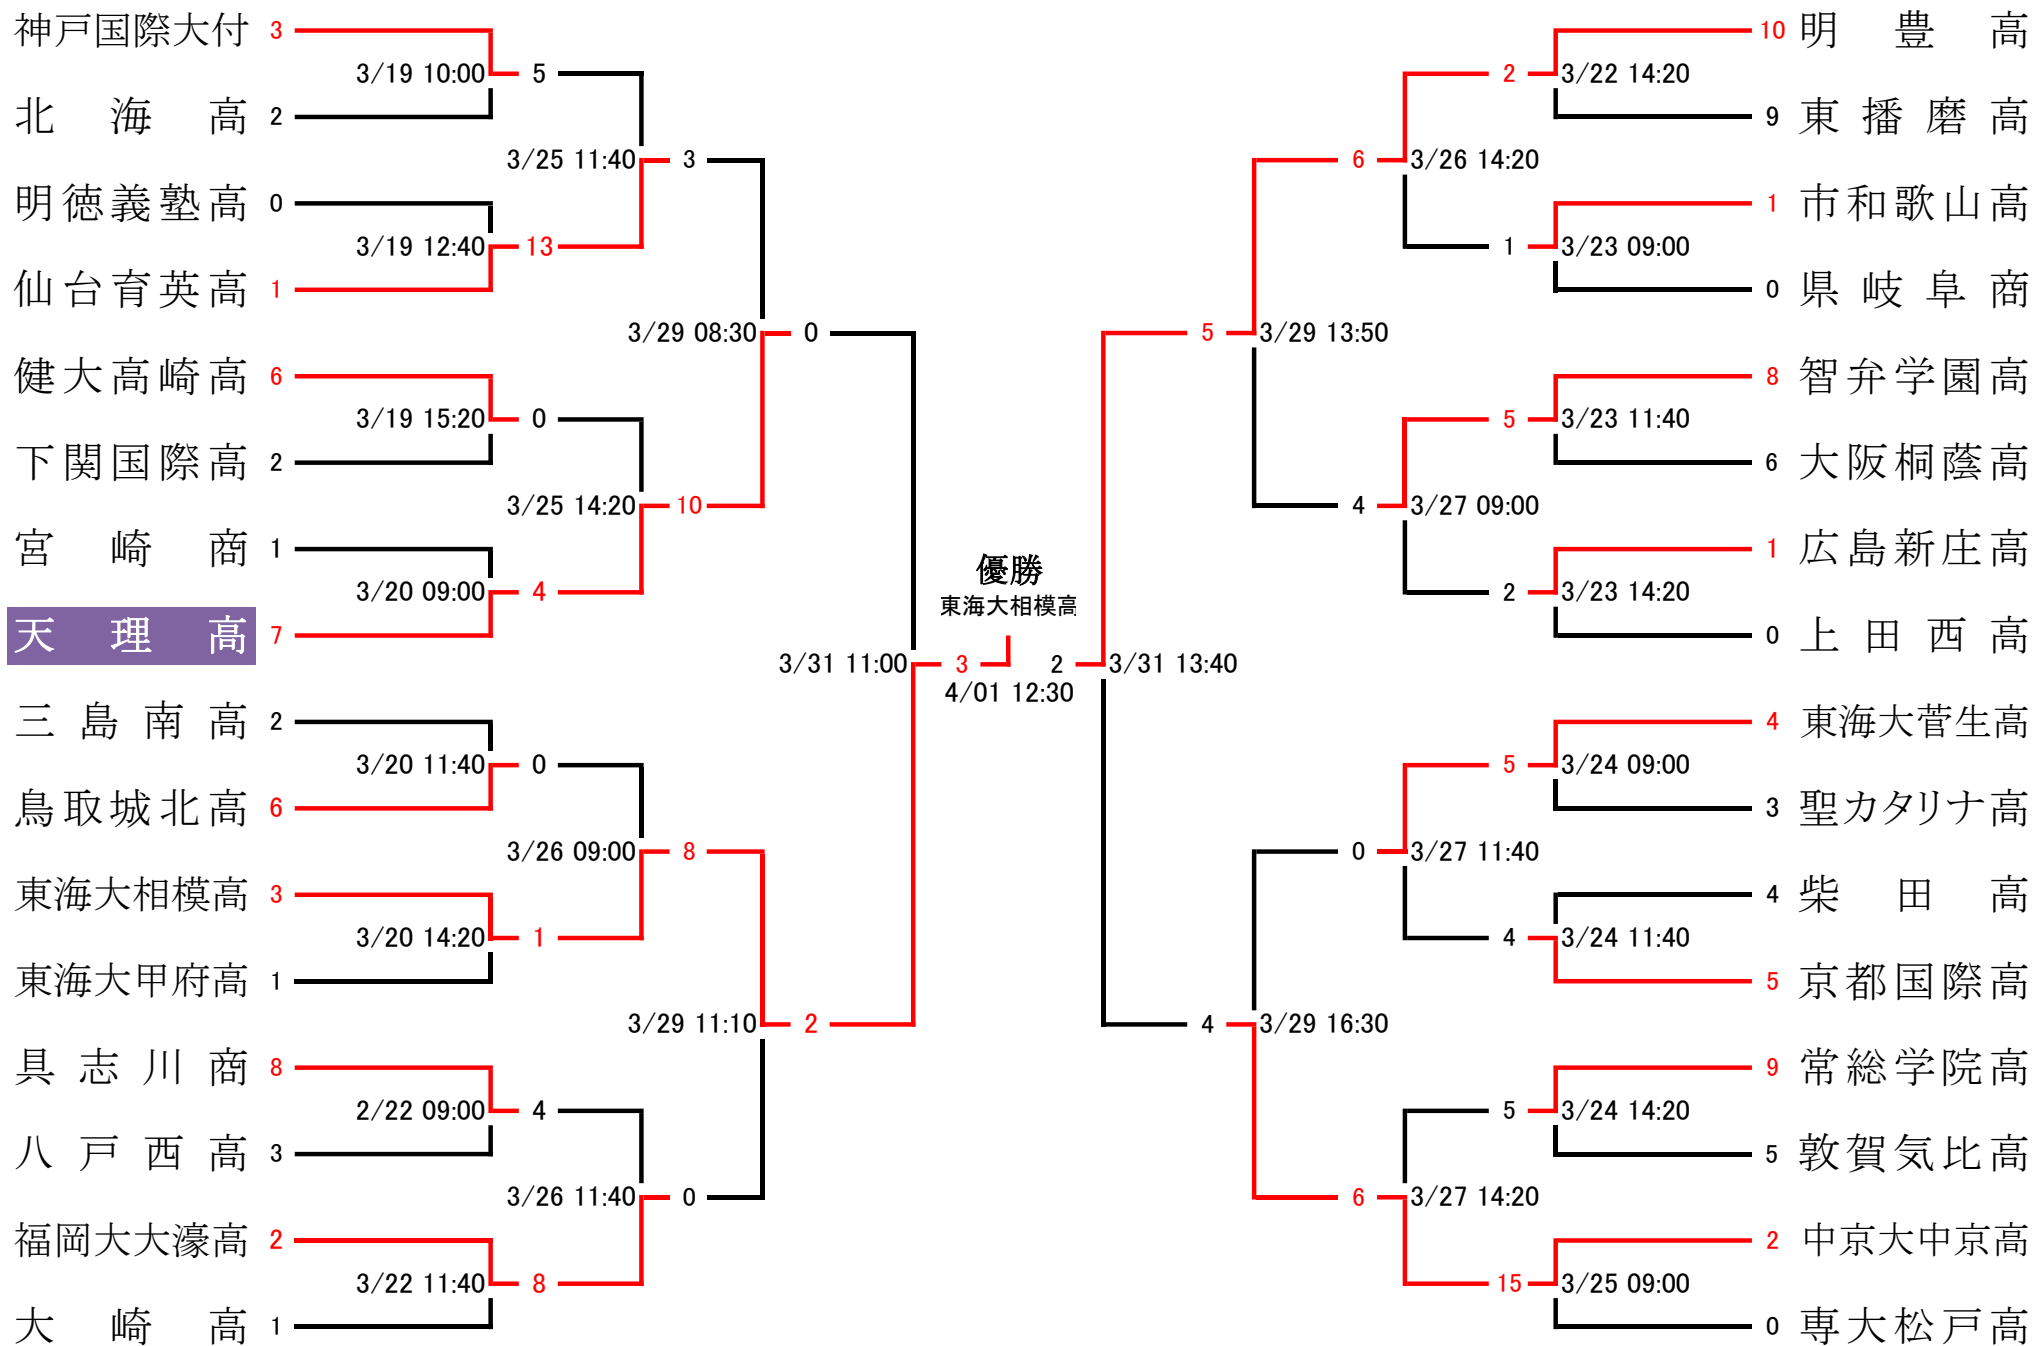 神戸国際大付 3
3/19 10:00 5
北海高 2
3/25 11:40 3
明徳義塾高 0
3/19 12:40 13
仙台育英高 1
3/29 08:30 0
健大高崎高 6
3/19 15:20 0
下関国際高 2
3/25 14:20 10
宮崎商 1
3/20 09:00 4
天理高 7
3/31 11:00 3
三島南高 2
3/20 11:40 0
鳥取城北高 6
3/26 09:00 8
東海大相模高 3
3/20 14:20 1
東海大甲府高 1
3/29 11:10 2
具志川商 8
2/22 09:00 4
八戸西高 3
3/26 11:40 0
福岡大大濠高 2
3/22 11:40 8
大崎高 1
優勝
東海大相模高
4/01 12:30
10 明豊高
2 3/22 14:20
9 東播磨高
6 3/26 14:20
1 市和歌山高
1 3/23 09:00
0 県岐阜商
5 3/29 13:50
8 智弁学園高
5 3/23 11:40
6 大阪桐蔭高
4 3/27 09:00
1 広島新庄高
2 3/23 14:20
0 上田西高
2 3/31 13:40
4 東海大菅生高
5 3/24 09:00
3 聖カタリナ高
0 3/27 11:40
4 柴田高
4 3/24 11:40
5 京都国際高
4 3/29 16:30
9 常総学院高
5 3/24 14:20
5 敦賀気比高
6 3/27 14:20
2 中京大中京高
15 3/25 09:00
0 専大松戸高